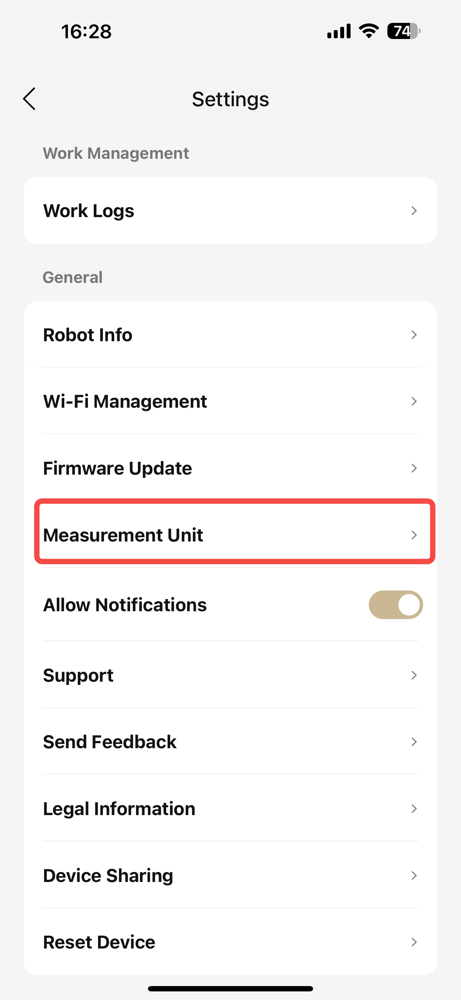 16:28
74
Settings
Work Management
Work Logs
General
Robot Info
Wi-Fi Management
Firmware Update
Measurement Unit
Allow Notifications
Support
Send Feedback
Legal Information
Device Sharing
Reset Device